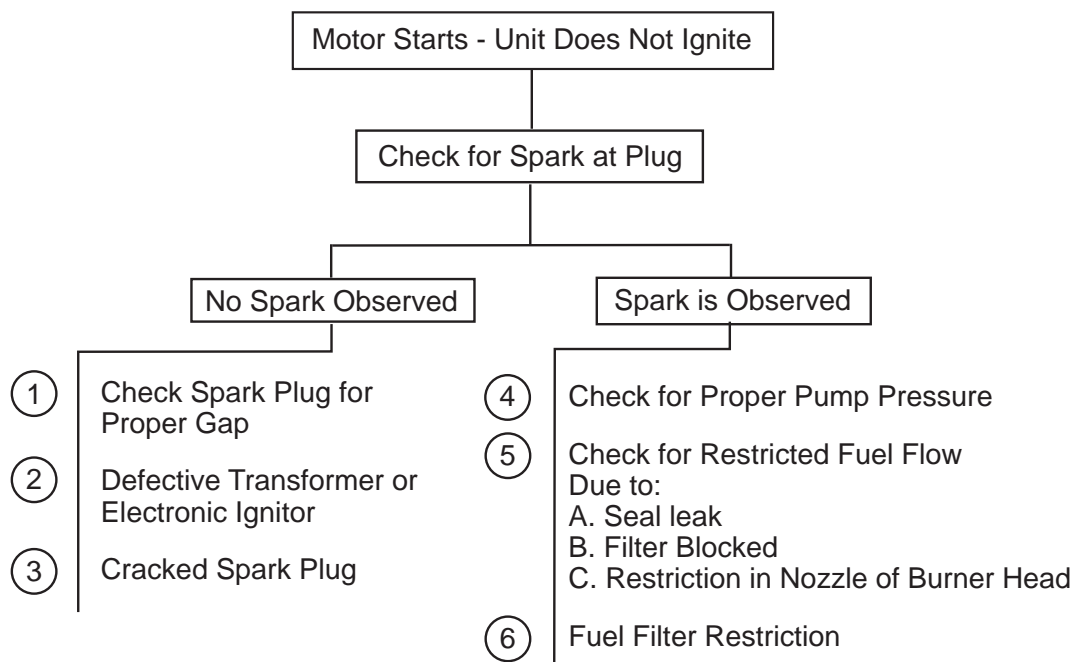 Motor Starts - Unit Does Not Ignite
Check for Spark at Plug
No Spark Observed
1 Check Spark Plug for
Proper Gap
2 Defective Transformer or
Electronic Ignitor
3 Cracked Spark Plug
Spark is Observed
4 Check for Proper Pump Pressure
5 Check for Restricted Fuel Flow
Due to:
A. Seal leak
B. Filter Blocked
C. Restriction in Nozzle of Burner Head
6 Fuel Filter Restriction